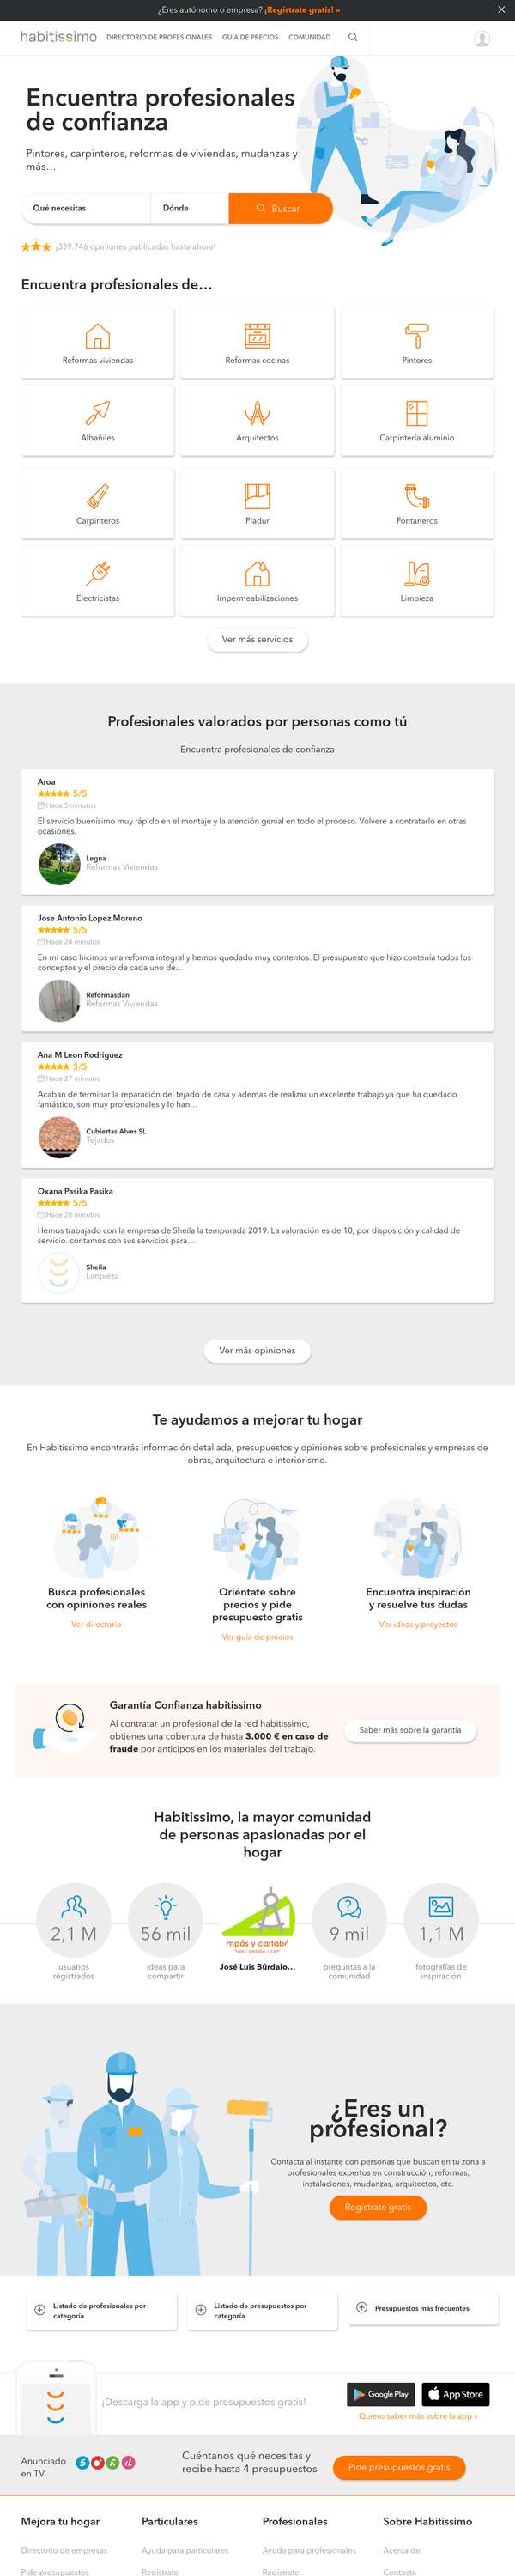 ¿Eres autónomo o empresa? ¡Regístrate gratis! »
habitissimo DIRECTORIO DE PROFESIONALES GUÍA DE PRECIOS COMUNIDAD
Encuentra profesionales
de confianza
Pintores, carpinteros, reformas de viviendas, mudanzas y
más…
Qué necesitas Dónde Buscar
¡339.746 opiniones publicadas hasta ahora!
Encuentra profesionales de…
Reformas viviendas Reformas cocinas Pintores
Albañiles Arquitectos Carpintería aluminio
Carpinteros Pladur Fontaneros
Electricistas Impermeabilizaciones Limpieza
Ver más servicios
Profesionales valorados por personas como tú
Encuentra profesionales de confianza
Aroa
5/5
Hace 5 minutos
El servicio buenísimo muy rápido en el montaje y la atención genial en todo el proceso. Volveré a contratarlo en otras
ocasiones.
Legna
Reformas Viviendas
Jose Antonio Lopez Moreno
5/5
Hace 24 minutos
En mi caso hicimos una reforma integral y hemos quedado muy contentos. El presupuesto que hizo contenía todos los
conceptos y el precio de cada uno de…
Reformasdan
Reformas Viviendas
Ana M Leon Rodriguez
5/5
Hace 27 minutos
Acaban de terminar la reparación del tejado de casa y ademas de realizar un excelente trabajo ya que ha quedado
fantástico, son muy profesionales y lo han…
Cubiertas Alves SL
Tejados
Oxana Pasika Pasika
5/5
Hace 28 minutos
Hemos trabajado con la empresa de Sheila la temporada 2019. La valoración es de 10, por disposición y calidad de
servicio. contamos con sus servicios para…
Sheila
Limpieza
Ver más opiniones
Te ayudamos a mejorar tu hogar
En Habitissimo encontrarás información detallada, presupuestos y opiniones sobre profesionales y empresas de
obras, arquitectura e interiorismo.
Busca profesionales
con opiniones reales
Ver directorio
Oriéntate sobre
precios y pide
presupuesto gratis
Ver guía de precios
Encuentra inspiración
y resuelve tus dudas
Ver ideas y proyectos
Garantía Confianza habitissimo
Al contratar un profesional de la red habitissimo,
obtienes una cobertura de hasta 3.000 € en caso de
fraude por anticipos en los materiales del trabajo.
Saber más sobre la garantía
Habitissimo, la mayor comunidad
de personas apasionadas por el
hogar
2,1 M
usuarios
registrados
56 mil
ideas para
compartir
mpás y cartabó
José Luis Búrdalo…
9 mil
preguntas a la
comunidad
1,1 M
fotografías de
inspiración
¿Eres un
profesional?
Contacta al instante con personas que buscan en tu zona a
profesionales expertos en construcción, reformas,
instalaciones, mudanzas, arquitectos, etc.
Regístrate gratis
Listado de profesionales por
categoría
Listado de presupuestos por
categoría
Presupuestos más frecuentes
¡Descarga la app y pide presupuestos gratis!
Google Play App Store
Quiero saber más sobre la app »
Anunciado
en TV
Cuéntanos qué necesitas y
recibe hasta 4 presupuestos
Pide presupuestos gratis
Mejora tu hogar Particulares Profesionales Sobre Habitissimo
Directorio de empresas Ayuda para particulares Ayuda para profesionales Acerca de
Pide presupuestos Regístrate Regístrate Contacta